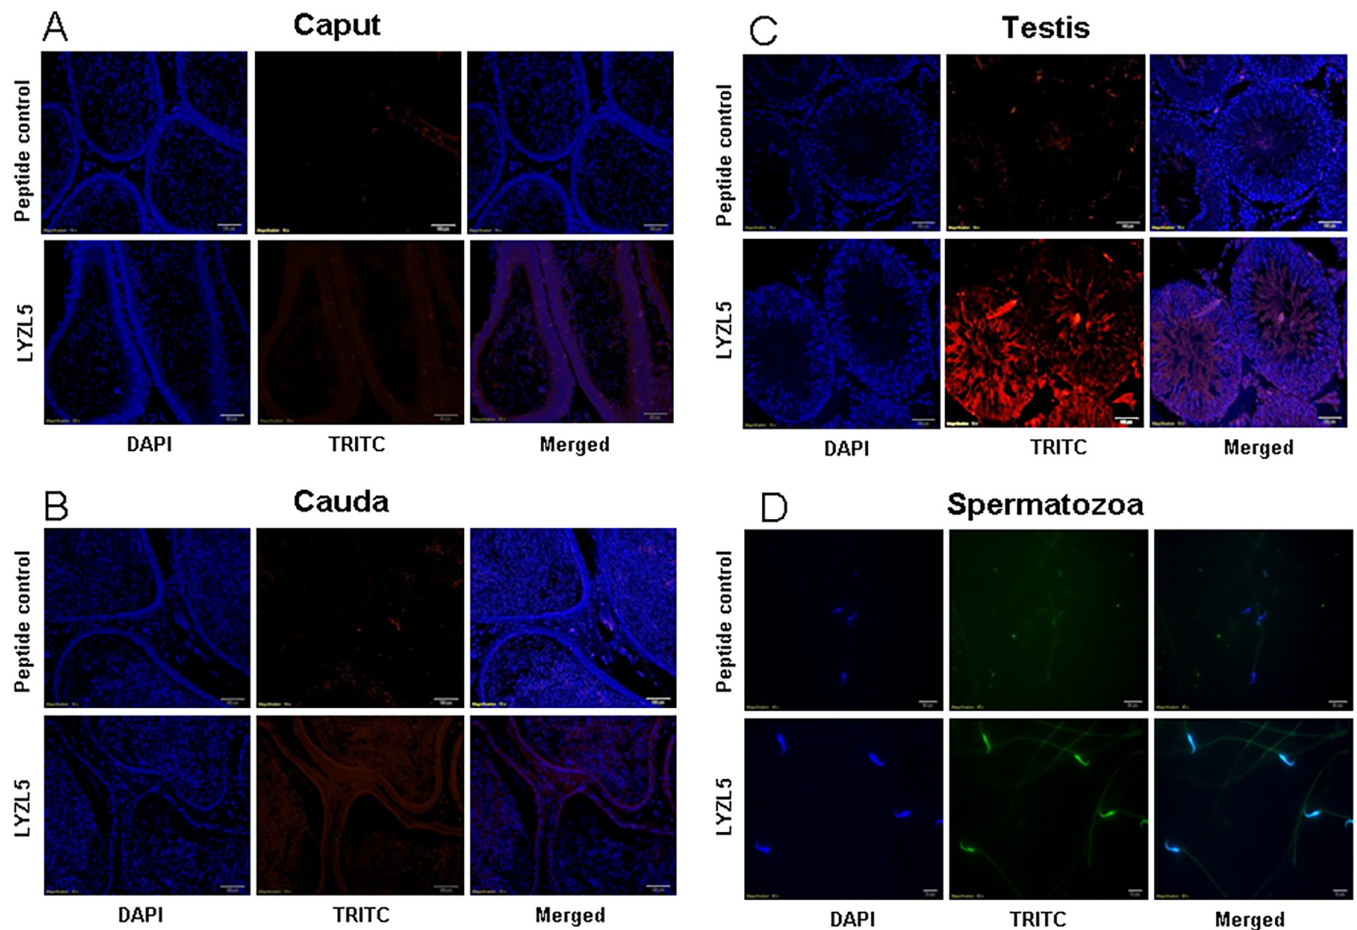 A
Caput
Peptide control
LYZL5
DAPI
TRITC
Merged
B
Cauda
Peptide control
LYZL5
DAPI
TRITC
Merged
C
Testis
Peptide control
LYZL5
DAPI
TRITC
Merged
D
Spermatozoa
Peptide control
LYZL5
DAPI
TRITC
Merged